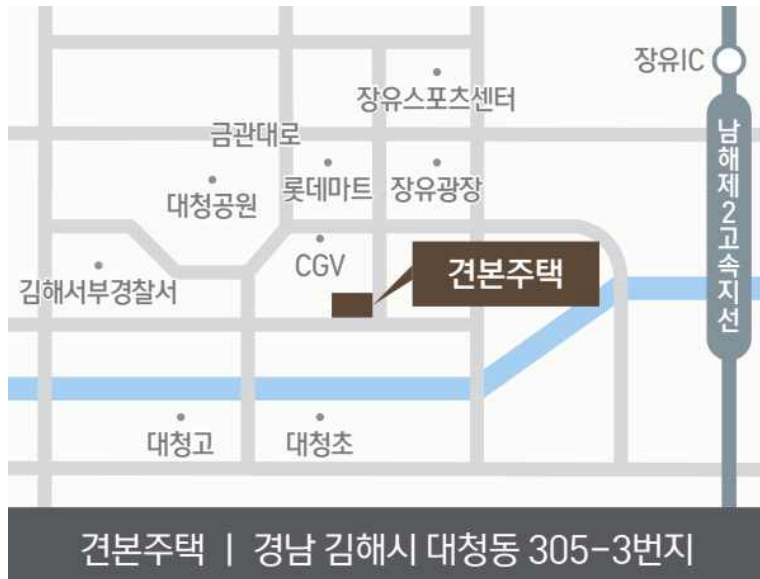 장유IC
장유스포츠센터
금관대로
남해제2고속지선
대청공원
롯데마트
장유광장
CGV
견본주택
김해서부경찰서
대청고
대청초
견본주택 | 경남 김해시 대청동 305-3번지